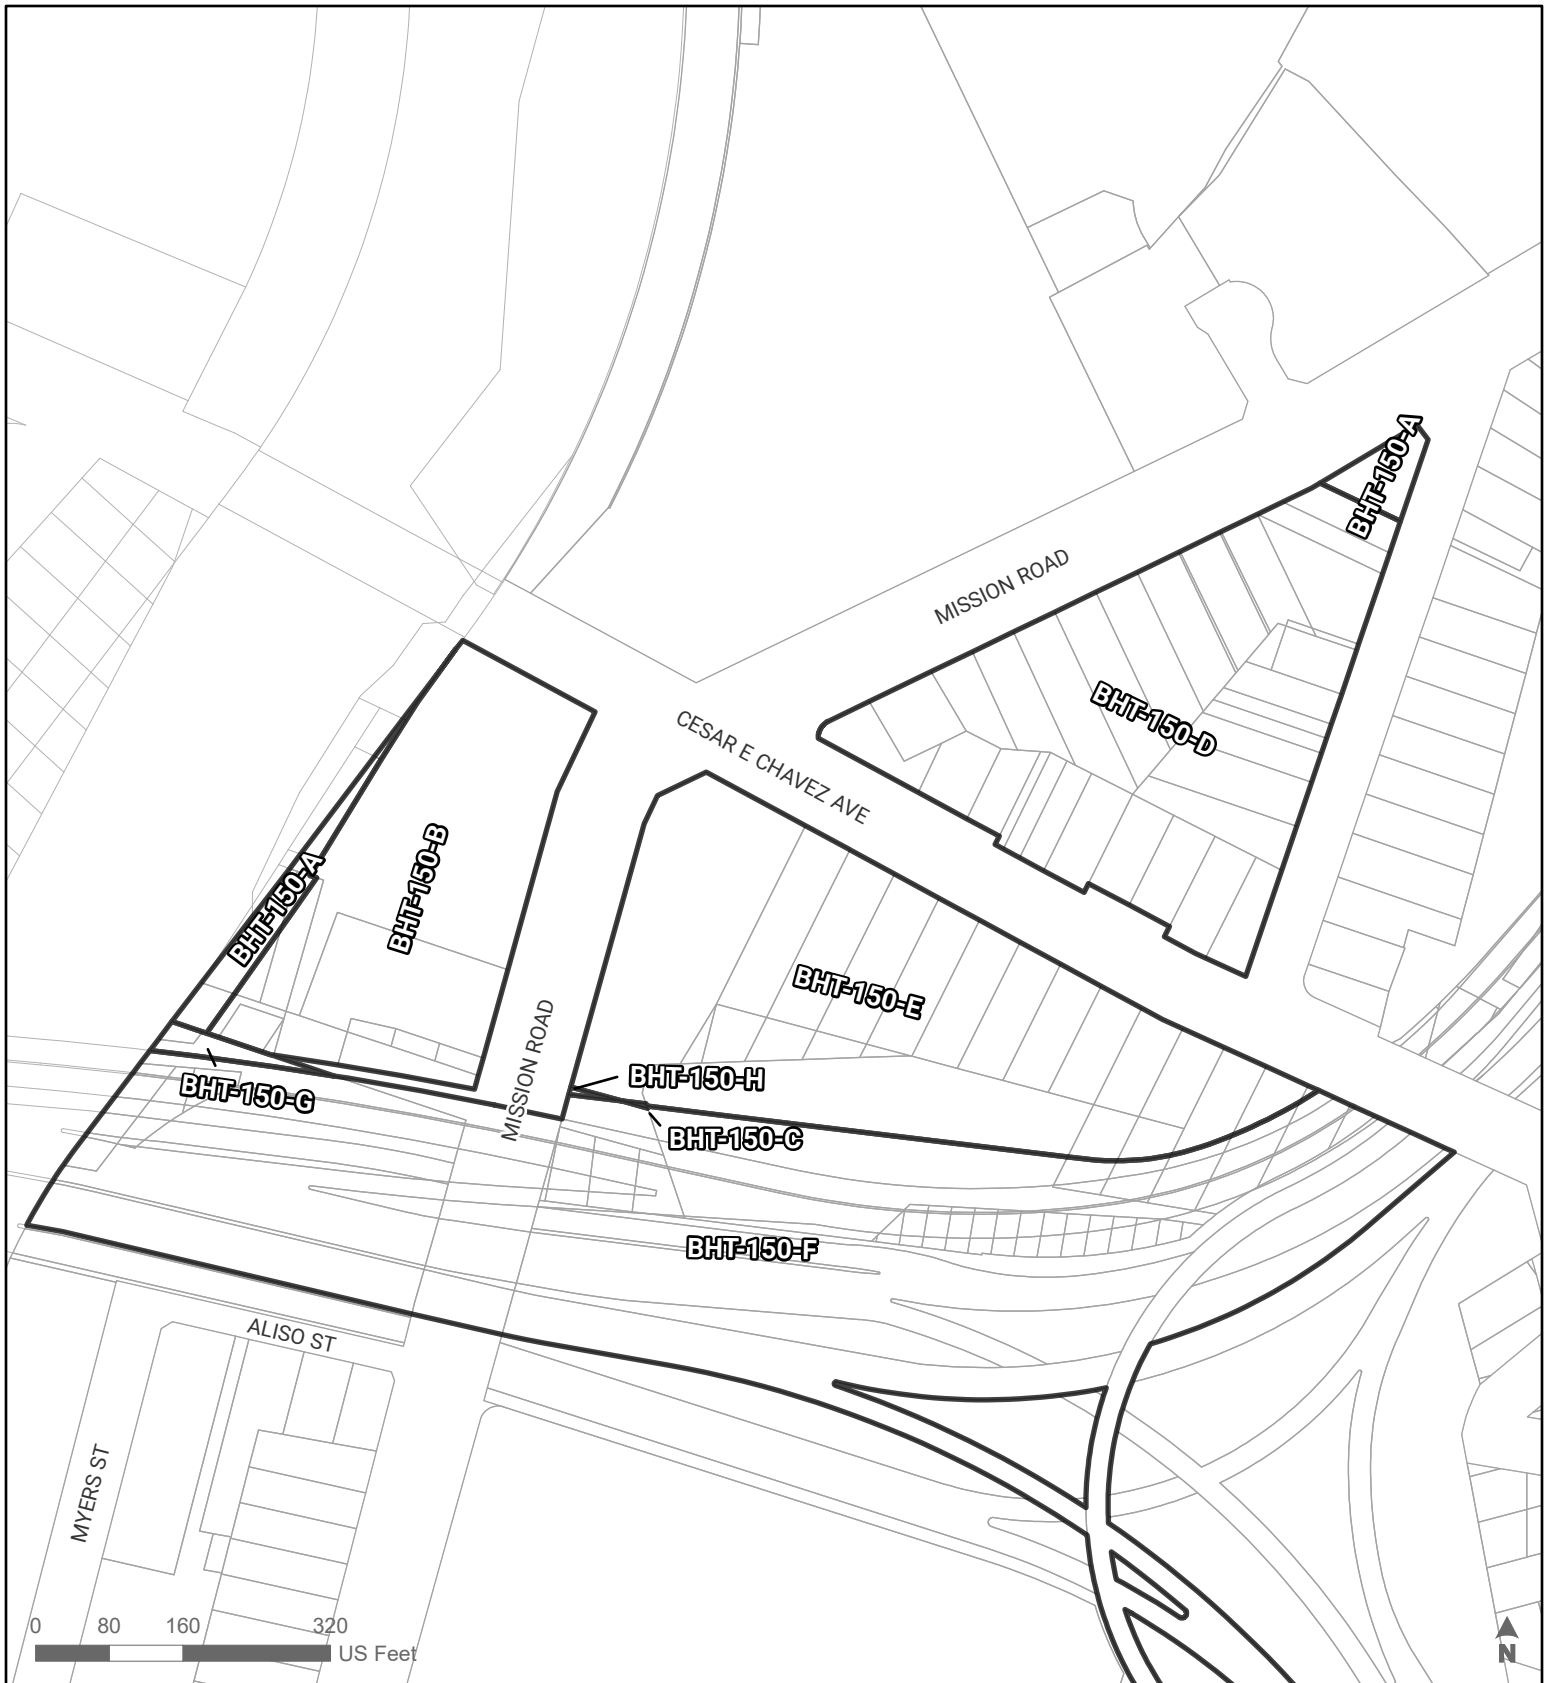 BHT-150-A
MISSION ROAD
BHT-150-D
CESAR E CHAVEZ AVE
BHT-150-B
BHT-150-A
BHT-150-E
MISSION ROAD
BHT-150-H
BHT-150-G
BHT-150-C
BHT-150-F
ALISO ST
MYERS ST
0 80 160 320
US Feet
N